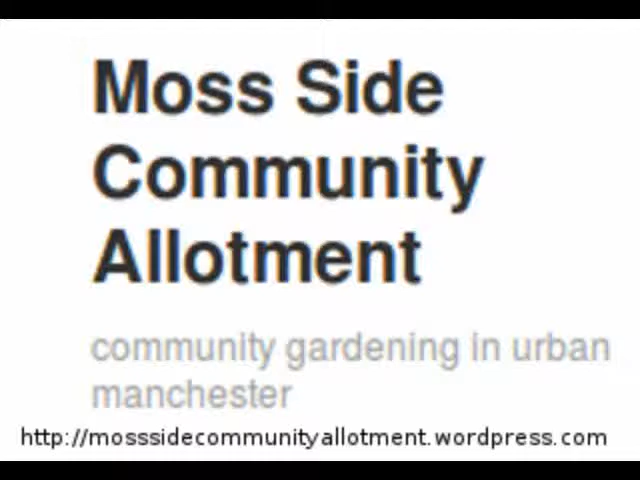 Moss Side
Community
Allotment
community gardening in urban
manchester
http://mosssidecommunityallotment.wordpress.com